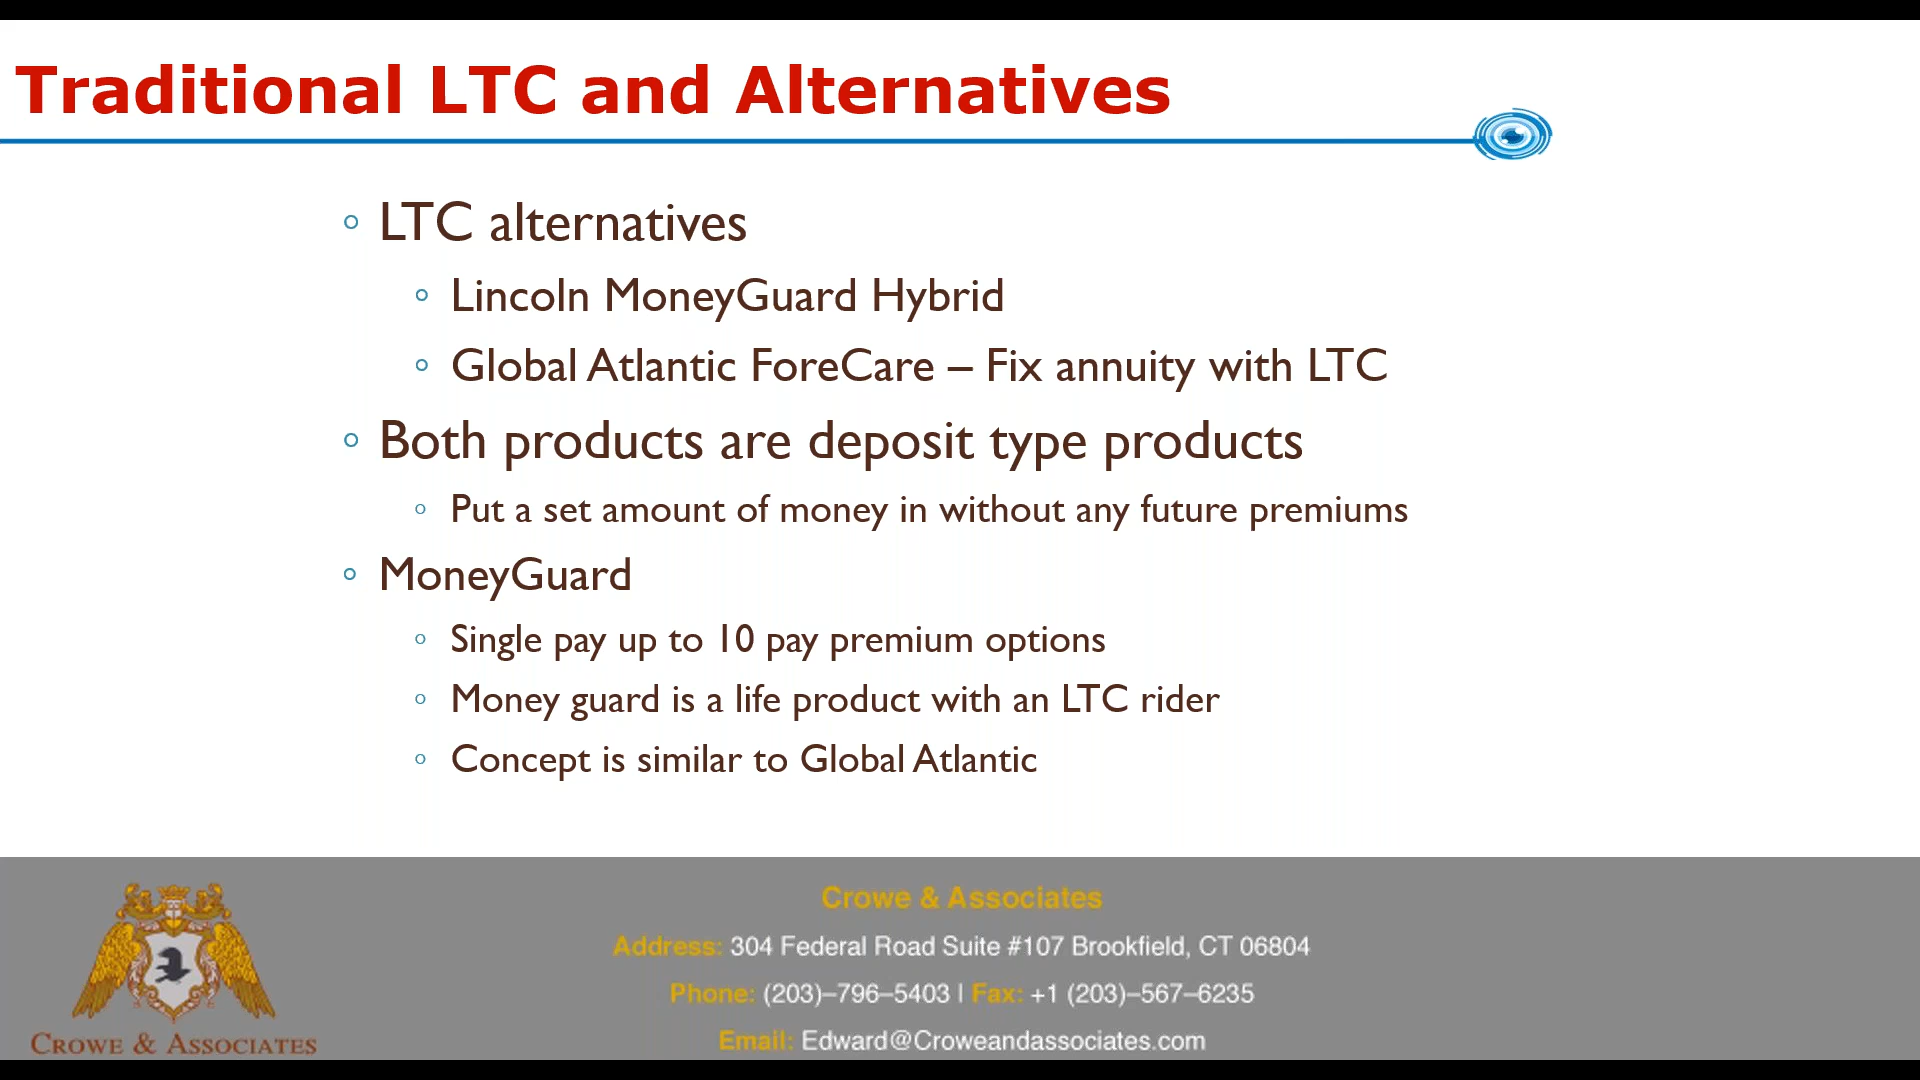 Traditional LTC and Alternatives
LTC alternatives
Lincoln MoneyGuard Hybrid
Global Atlantic ForeCare – Fix annuity with LTC
Both products are deposit type products
Put a set amount of money in without any future premiums
MoneyGuard
Single pay up to 10 pay premium options
Money guard is a life product with an LTC rider
Concept is similar to Global Atlantic
Crowe & Associates
Address: 304 Federal Road Suite #107 Brookfield, CT 06804
Phone: (203)–796–5403 | Fax: +1 (203)–567–6235
Email: Edward@Croweandassociates.com
Crowe & Associates